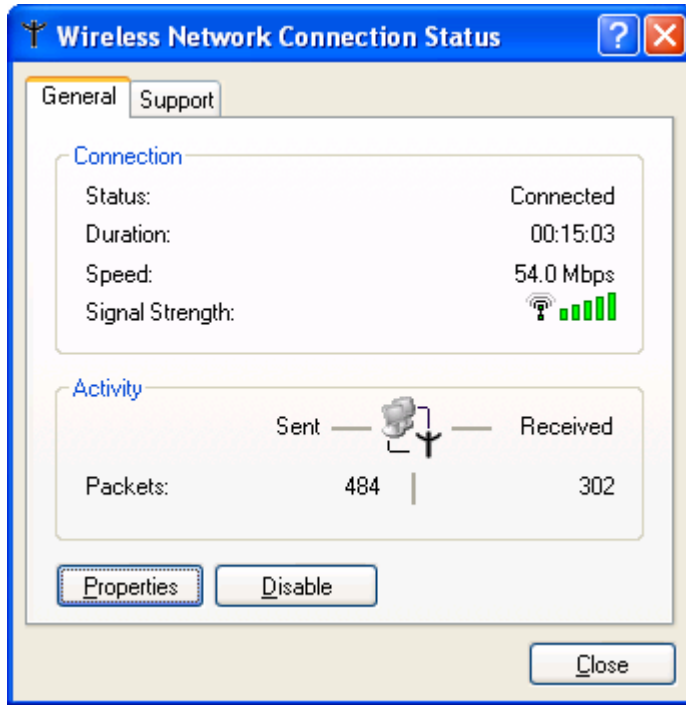 Wireless Network Connection Status
General Support
Connection
Status: Connected
Duration: 00:15:03
Speed: 54.0 Mbps
Signal Strength:
Activity
Sent Received
Packets: 484 302
Properties Disable
Close